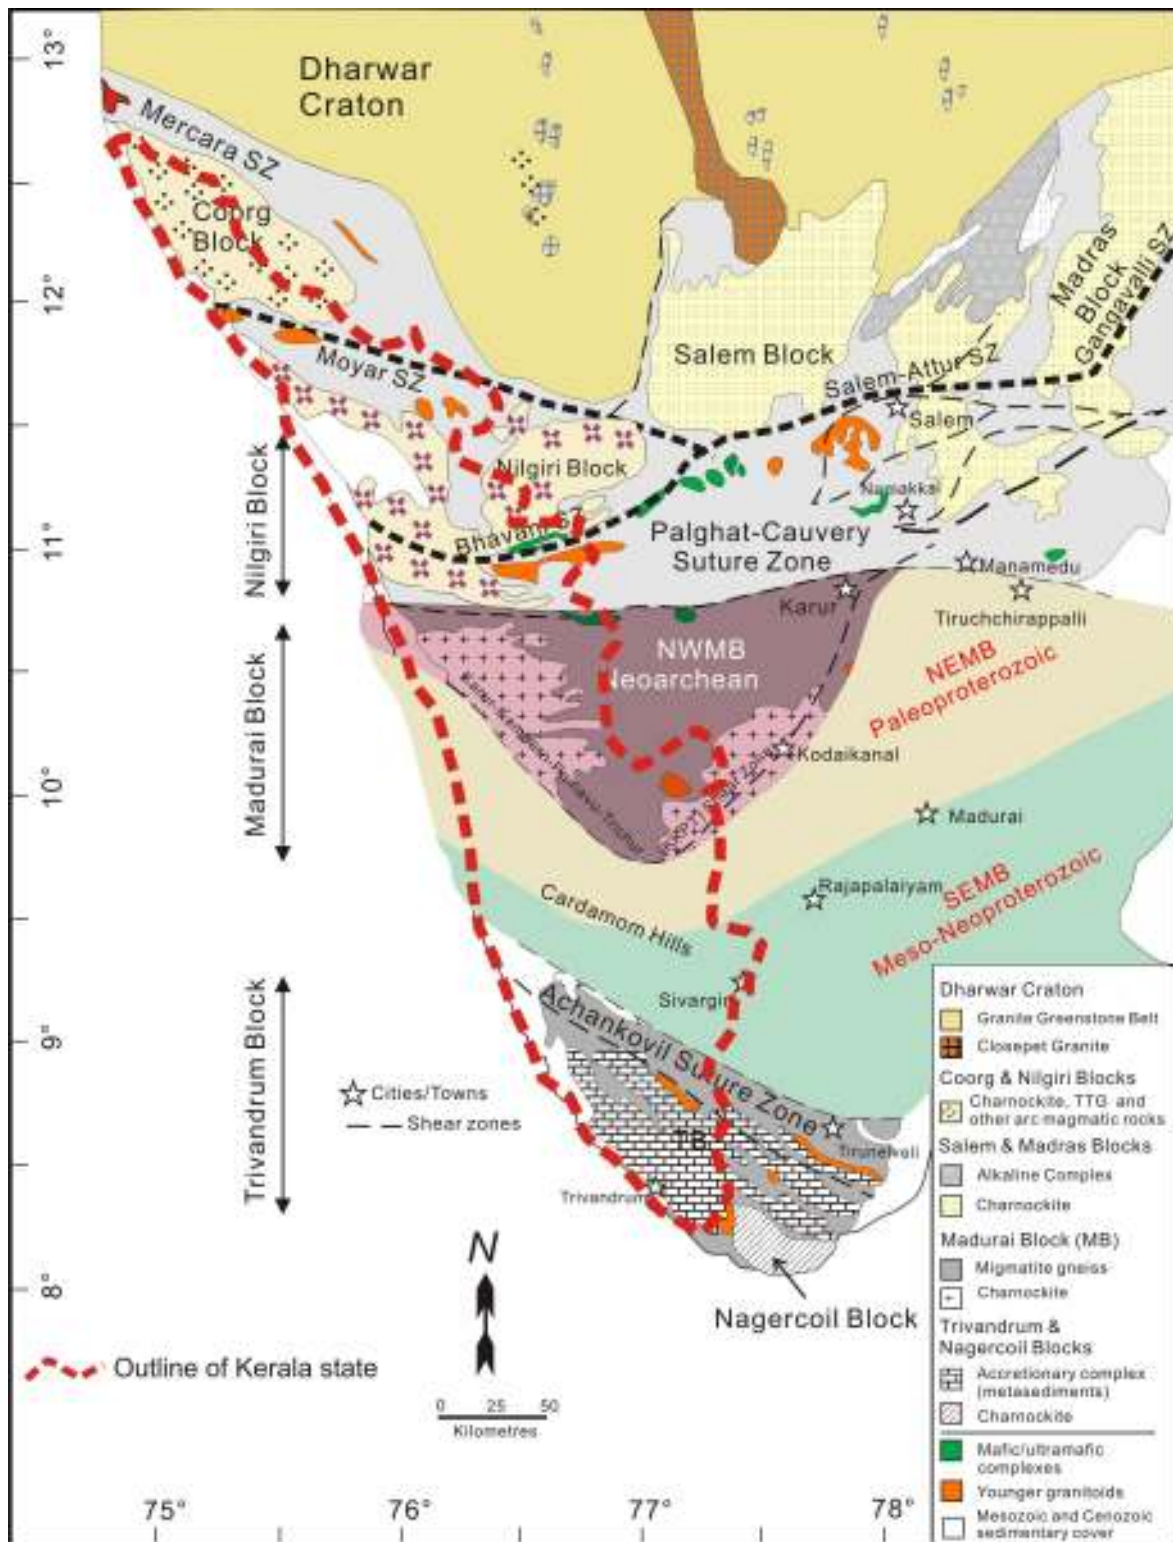 13°
12°
11°
10°
9°
8°
Dharwar
Craton
Mercara SZ
Coorg
Block
Moyar SZ
Salem Block
Madras
Block
Gangavalli SZ
Salem-Attur SZ
Salem
Nilgiri Block
Nilgiri Block
Bhavani SZ
Namakkal
Palghat-Cauvery
Suture Zone
Manamedu
Karur
Tiruchchirappalli
Madurai Block
NWMB
Neoarchean
NEMB
Paleoproterozoic
Kodaikanal
Madurai
Rajapalaiyam
SEMB
Meso-Neoproterozoic
Cardamom Hills
Sivargiri
Trivandrum Block
Achankovil Suture Zone
Cities/Towns
Shear zones
TB
Tirunelveli
Trivandrum
N
Nagercoil Block
Outline of Kerala state
0 25 50
Kilometres
75° 76° 77° 78°
Dharwar Craton
Granite Greenstone Belt
Closepet Granite
Coorg & Nilgiri Blocks
Charnockite, TTG and
other arc magmatic rocks
Salem & Madras Blocks
Alkaline Complex
Charnockite
Madurai Block (MB)
Migmatite gneiss
Charnockite
Trivandrum &
Nagercoil Blocks
Accretionary complex
(metasediments)
Charnockite
Mafic/ultramafic
complexes
Younger granitoids
Mesozoic and Cenozoic
sedimentary cover